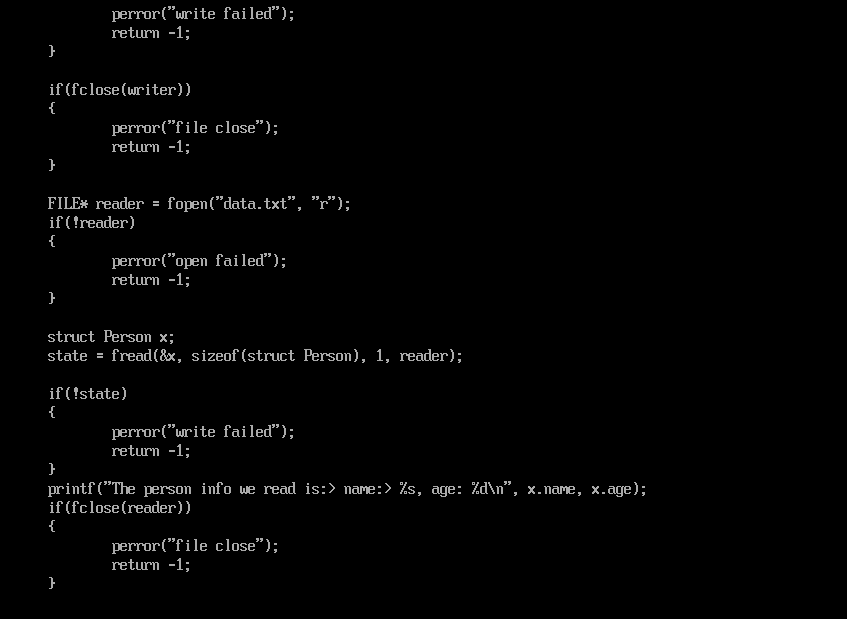 perror("write failed");
return -1;
}
if(fclose(writer))
{
perror("file close");
return -1;
}
FILE* reader = fopen("data.txt", "r");
if(!reader)
{
perror("open failed");
return -1;
}
struct Person x;
state = fread(&x, sizeof(struct Person), 1, reader);
if(!state)
{
perror("write failed");
return -1;
}
printf("The person info we read is:> name:> %s, age: %d\n", x.name, x.age);
if(fclose(reader))
{
perror("file close");
return -1;
}